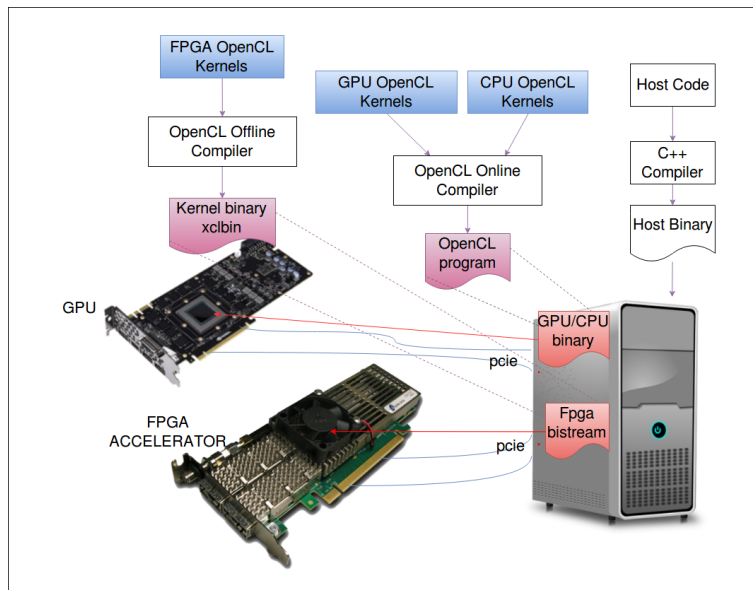 FPGA OpenCL
Kernels
GPU OpenCL
Kernels
CPU OpenCL
Kernels
Host Code
OpenCL Offline
Compiler
C++
Compiler
OpenCL Online
Compiler
Kernel binary
xclbin
Host Binary
OpenCL
program
GPU
GPU/CPU
binary
pcie
FPGA
ACCELERATOR
Fpga
bistream
pcie